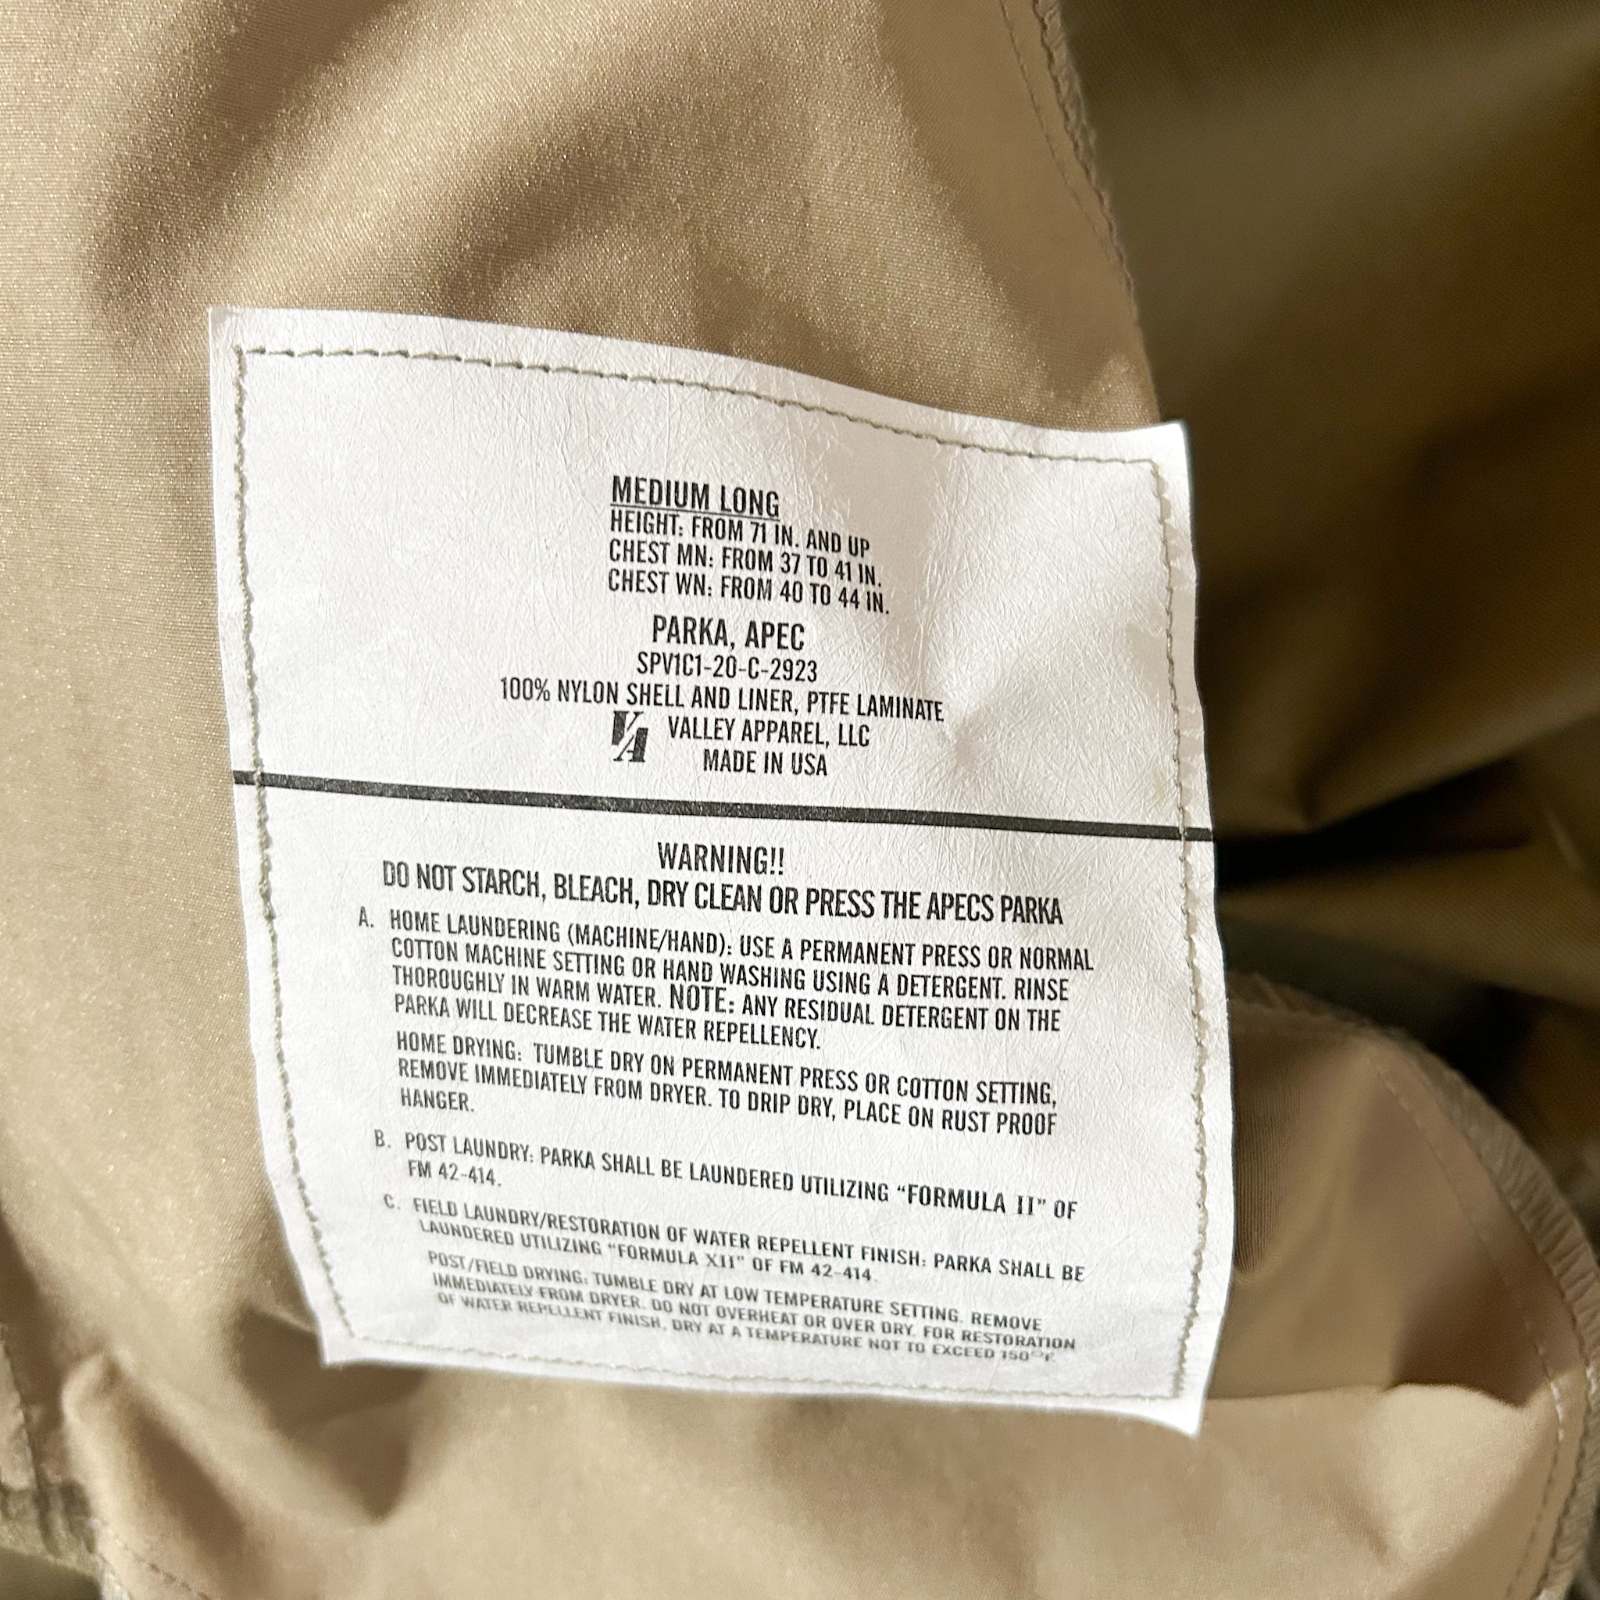 MEDIUM LONG
HEIGHT: FROM 71 IN. AND UP
CHEST MN: FROM 37 TO 41 IN.
CHEST WN: FROM 40 TO 44 IN.
PARKA, APEC
SPV1C1-20-C-2923
100% NYLON SHELL AND LINER, PTFE LAMINATE
VA VALLEY APPAREL, LLC
MADE IN USA
WARNING!!
DO NOT STARCH, BLEACH, DRY CLEAN OR PRESS THE APECS PARKA
A. HOME LAUNDERING (MACHINE/HAND): USE A PERMANENT PRESS OR NORMAL
COTTON MACHINE SETTING OR HAND WASHING USING A DETERGENT. RINSE
THOROUGHLY IN WARM WATER. NOTE: ANY RESIDUAL DETERGENT ON THE
PARKA WILL DECREASE THE WATER REPELLENCY.
HOME DRYING: TUMBLE DRY ON PERMANENT PRESS OR COTTON SETTING,
REMOVE IMMEDIATELY FROM DRYER. TO DRIP DRY, PLACE ON RUST PROOF
HANGER.
B. POST LAUNDRY: PARKA SHALL BE LAUNDERED UTILIZING "FORMULA II" OF
FM 42-414.
C. FIELD LAUNDRY/RESTORATION OF WATER REPELLENT FINISH: PARKA SHALL BE
LAUNDERED UTILIZING "FORMULA XII" OF FM 42-414.
POST/FIELD DRYING: TUMBLE DRY AT LOW TEMPERATURE SETTING. REMOVE
IMMEDIATELY FROM DRYER. DO NOT OVERHEAT OR OVER DRY. FOR RESTORATION
OF WATER REPELLENT FINISH, DRY AT A TEMPERATURE NOT TO EXCEED 150°F.